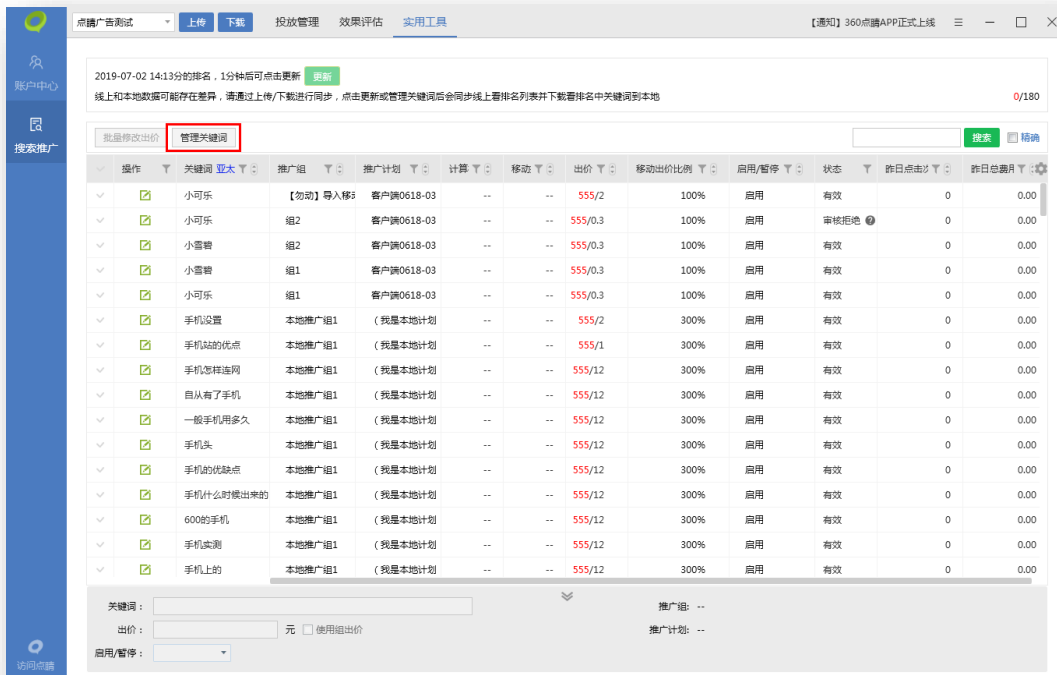 点睛广告测试 上传 下载 投放管理 效果评估 实用工具 【通知】360点睛APP正式上线
账户中心
搜索推广
2019-07-02 14:13分的排名，1分钟后可点击更新 更新
线上和本地数据可能存在差异，请通过上传/下载进行同步，点击更新或管理关键词后会同步线上看排名列表并下载看排名中关键词到本地 0/180
批量修改出价 管理关键词 搜索 精确
操作 关键词 亚太 推广组 推广计划 计算 移动 出价 移动出价比例 启用/暂停 状态 昨日点击 昨日总费用
小可乐 【勿动】导入移动 客户端0618-03 -- -- 555/2 100% 启用 有效 0 0.00
小可乐 组2 客户端0618-03 -- -- 555/0.3 100% 启用 审核拒绝 0 0.00
小雪碧 组2 客户端0618-03 -- -- 555/0.3 100% 启用 有效 0 0.00
小雪碧 组1 客户端0618-03 -- -- 555/0.3 100% 启用 有效 0 0.00
小可乐 组1 客户端0618-03 -- -- 555/0.3 100% 启用 有效 0 0.00
手机设置 本地推广组1 （我是本地计划 -- -- 555/2 300% 启用 有效 0 0.00
手机站的优点 本地推广组1 （我是本地计划 -- -- 555/1 300% 启用 有效 0 0.00
手机怎样连网 本地推广组1 （我是本地计划 -- -- 555/12 300% 启用 有效 0 0.00
自从有了手机 本地推广组1 （我是本地计划 -- -- 555/12 300% 启用 有效 0 0.00
一般手机用多久 本地推广组1 （我是本地计划 -- -- 555/12 300% 启用 有效 0 0.00
手机头 本地推广组1 （我是本地计划 -- -- 555/12 300% 启用 有效 0 0.00
手机的优缺点 本地推广组1 （我是本地计划 -- -- 555/12 300% 启用 有效 0 0.00
手机什么时候出来的 本地推广组1 （我是本地计划 -- -- 555/12 300% 启用 有效 0 0.00
600的手机 本地推广组1 （我是本地计划 -- -- 555/12 300% 启用 有效 0 0.00
手机实测 本地推广组1 （我是本地计划 -- -- 555/12 300% 启用 有效 0 0.00
手机上的 本地推广组1 （我是本地计划 -- -- 555/12 300% 启用 有效 0 0.00
关键词： 推广组: --
出价： 元 使用组出价 推广计划: --
启用/暂停：
访问点睛